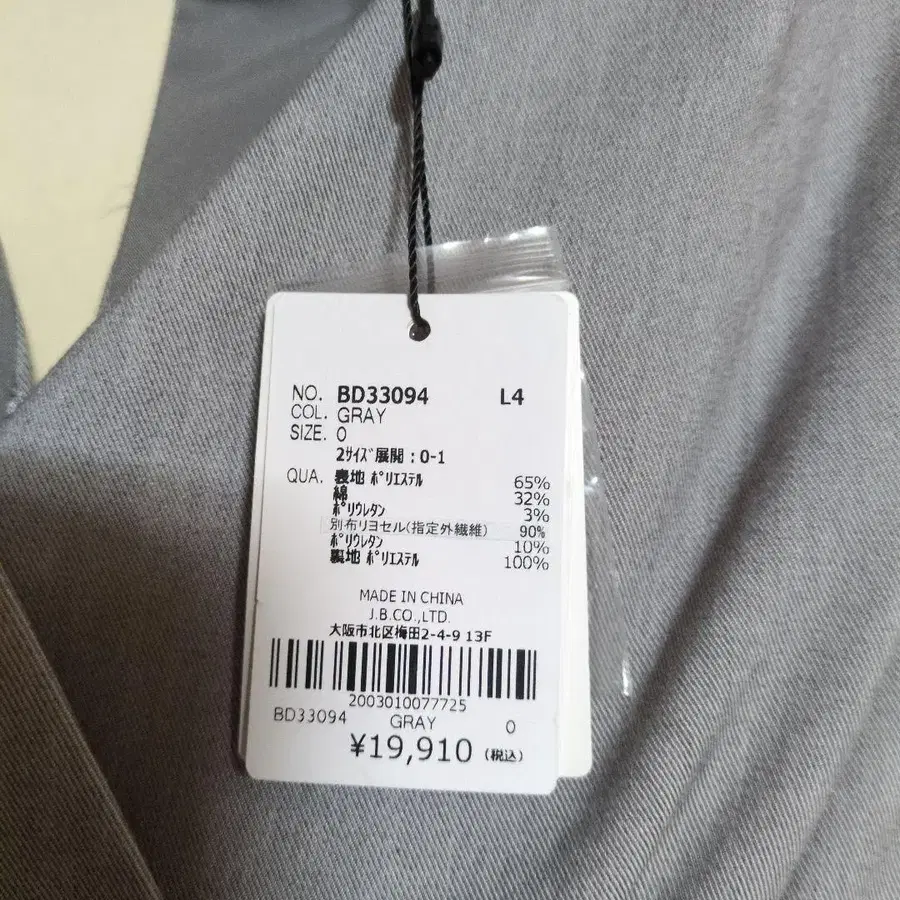 NO. BD33094 L4
COL. GRAY
SIZE. 0
2ｻｲｽﾞ展開：0-1
QUA. 表地 ﾎﾟﾘｴｽﾃﾙ 65%
綿 32%
ﾎﾟﾘｳﾚﾀﾝ 3%
別布リヨセル(指定外繊維) 90%
ﾎﾟﾘｳﾚﾀﾝ 10%
裏地 ﾎﾟﾘｴｽﾃﾙ 100%
MADE IN CHINA
J.B.CO.,LTD.
大阪市北区梅田2-4-9 13F
2003010077725
BD33094 GRAY 0
¥19,910 (税込)